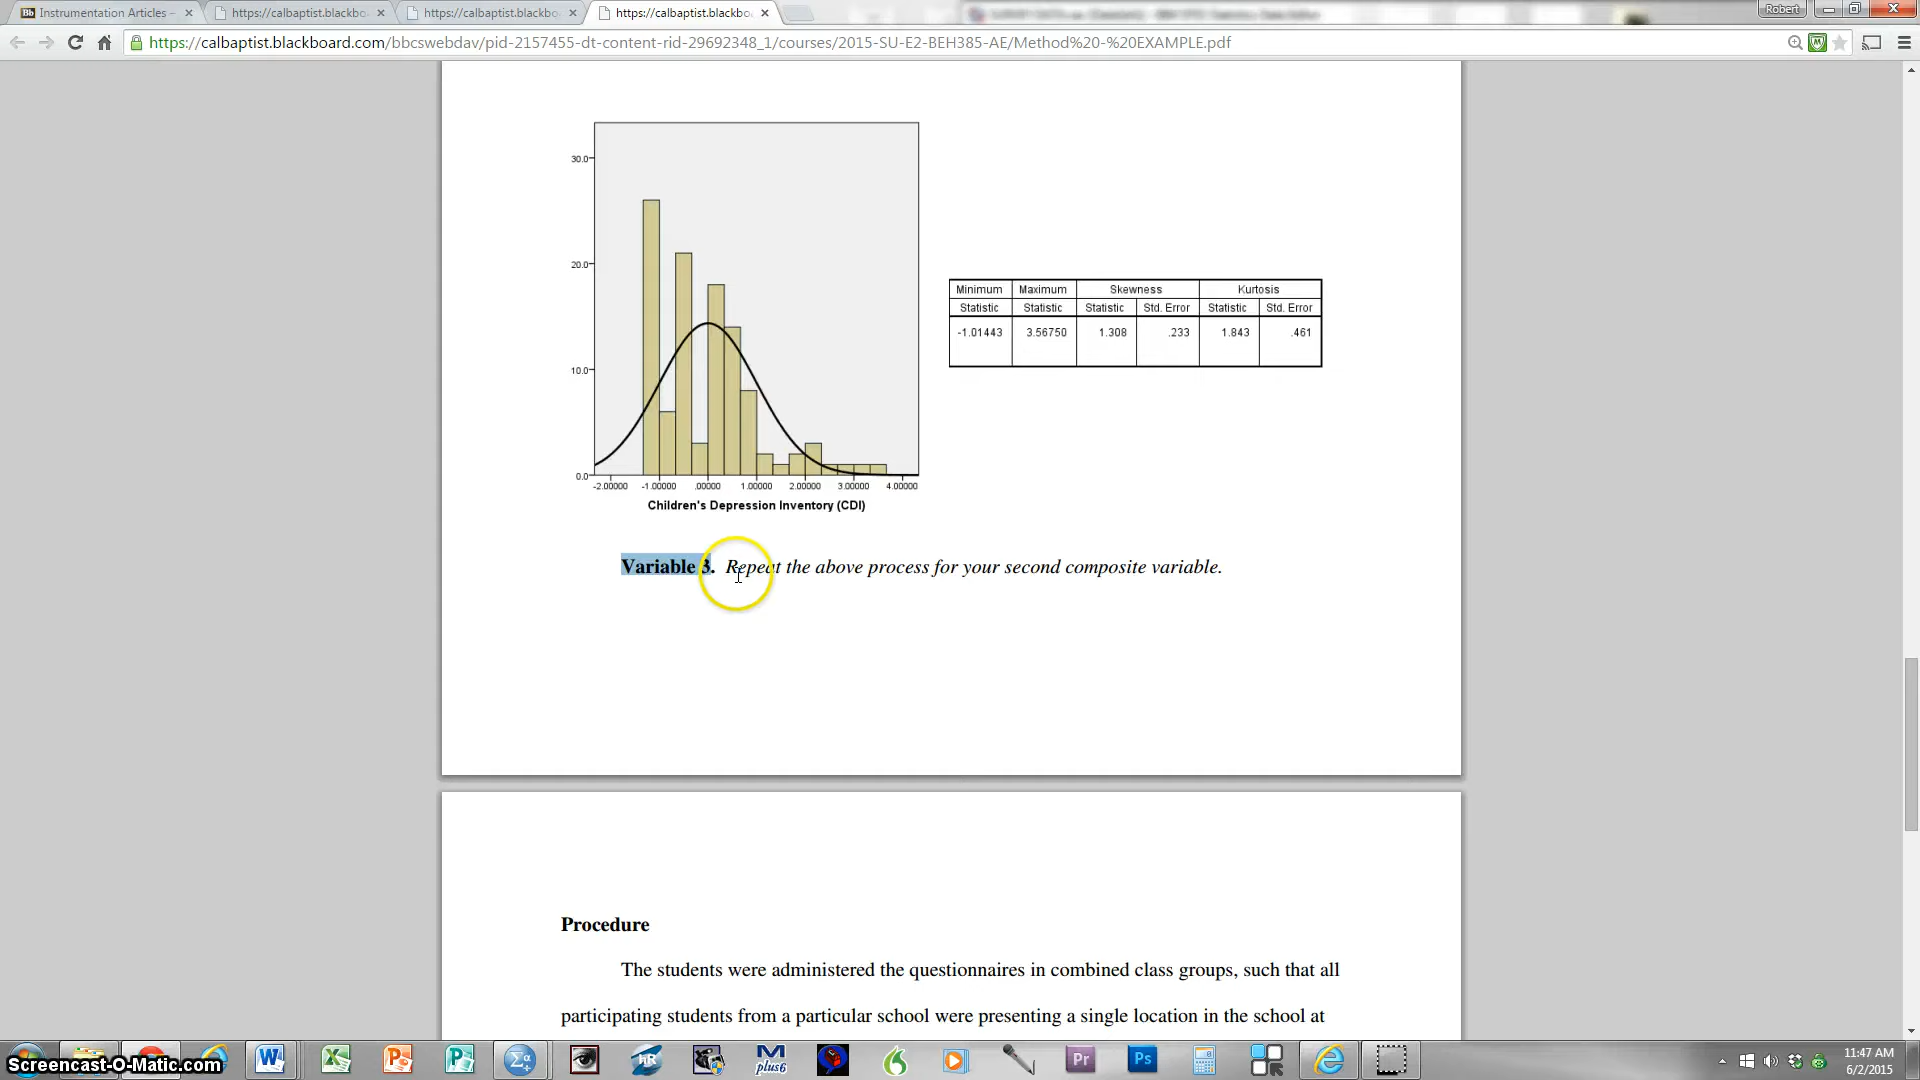 Instrumentation Articles –
https://calbaptist.blackbo
https://calbaptist.blackbo
https://calbaptist.blackbo
Robert
https://calbaptist.blackboard.com/bbcswebdav/pid-2157455-dt-content-rid-29692348_1/courses/2015-SU-E2-BEH385-AE/Method%20-%20EXAMPLE.pdf
30.0
20.0
10.0
0.0
-2.00000 -1.00000 .00000 1.00000 2.00000 3.00000 4.00000
Children's Depression Inventory (CDI)
Minimum Maximum Skewness Kurtosis
Statistic Statistic Statistic Std. Error Statistic Std. Error
-1.01443 3.56750 1.308 .233 1.843 .461
Variable 3. Repeat the above process for your second composite variable.
Procedure
The students were administered the questionnaires in combined class groups, such that all
participating students from a particular school were presenting a single location in the school at
Screencast-O-Matic.com
11:47 AM
6/2/2015